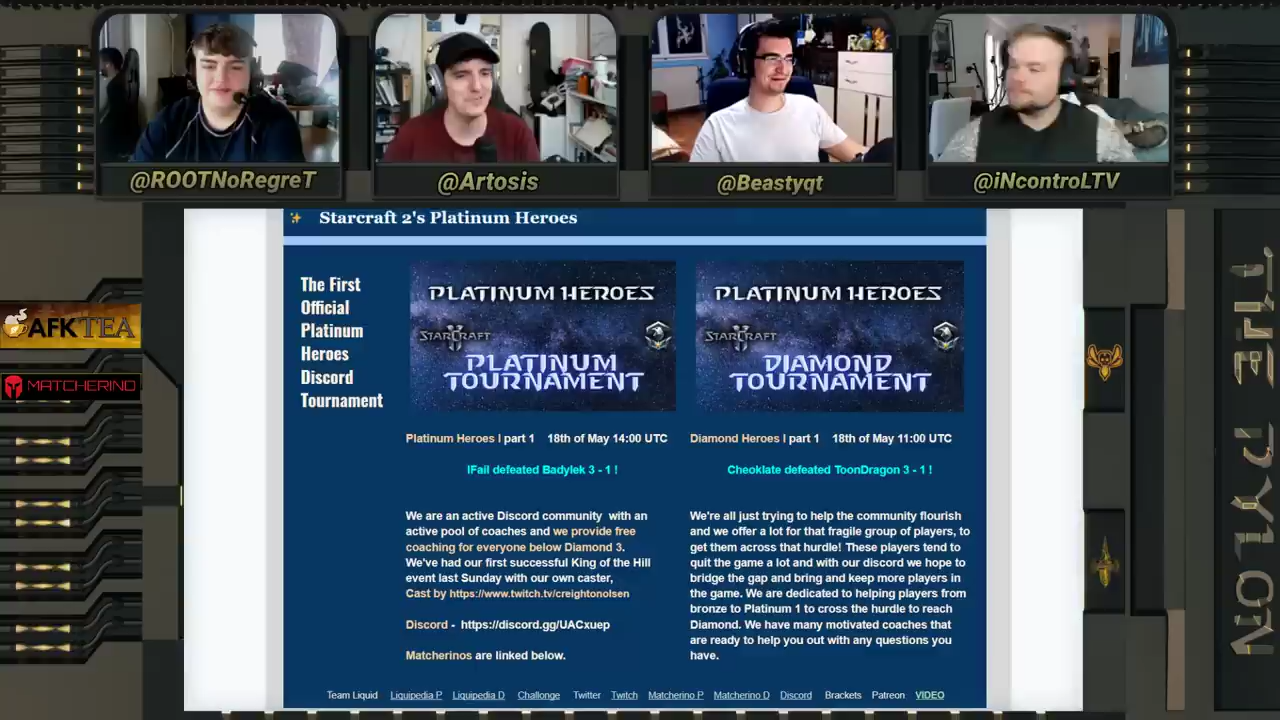 @ROOTNoRegreT
@Artosis
@Beastyqt
@iNcontroLTV
Starcraft 2's Platinum Heroes
The First
Official
Platinum
Heroes
Discord
Tournament
PLATINUM HEROES
STARCRAFT
II
PLATINUM
TOURNAMENT
PLATINUM HEROES
STARCRAFT
II
DIAMOND
TOURNAMENT
Platinum Heroes I part 1 18th of May 14:00 UTC
IFail defeated Badylek 3 - 1 !
We are an active Discord community with an
active pool of coaches and we provide free
coaching for everyone below Diamond 3.
We've had our first successful King of the Hill
event last Sunday with our own caster,
Cast by https://www.twitch.tv/creightonolsen
Discord - https://discord.gg/UACxuep
Matcherinos are linked below.
Diamond Heroes I part 1 18th of May 11:00 UTC
Cheoklate defeated ToonDragon 3 - 1 !
We're all just trying to help the community flourish
and we offer a lot for that fragile group of players, to
get them across that hurdle! These players tend to
quit the game a lot and with our discord we hope to
bridge the gap and bring and keep more players in
the game. We are dedicated to helping players from
bronze to Platinum 1 to cross the hurdle to reach
Diamond. We have many motivated coaches that
are ready to help you out with any questions you
have.
Team Liquid Liquipedia P Liquipedia D Challonge Twitter Twitch Matcherino P Matcherino D Discord Brackets Patreon VIDEO
AFKTEA
MATCHERINO
THE PYLON